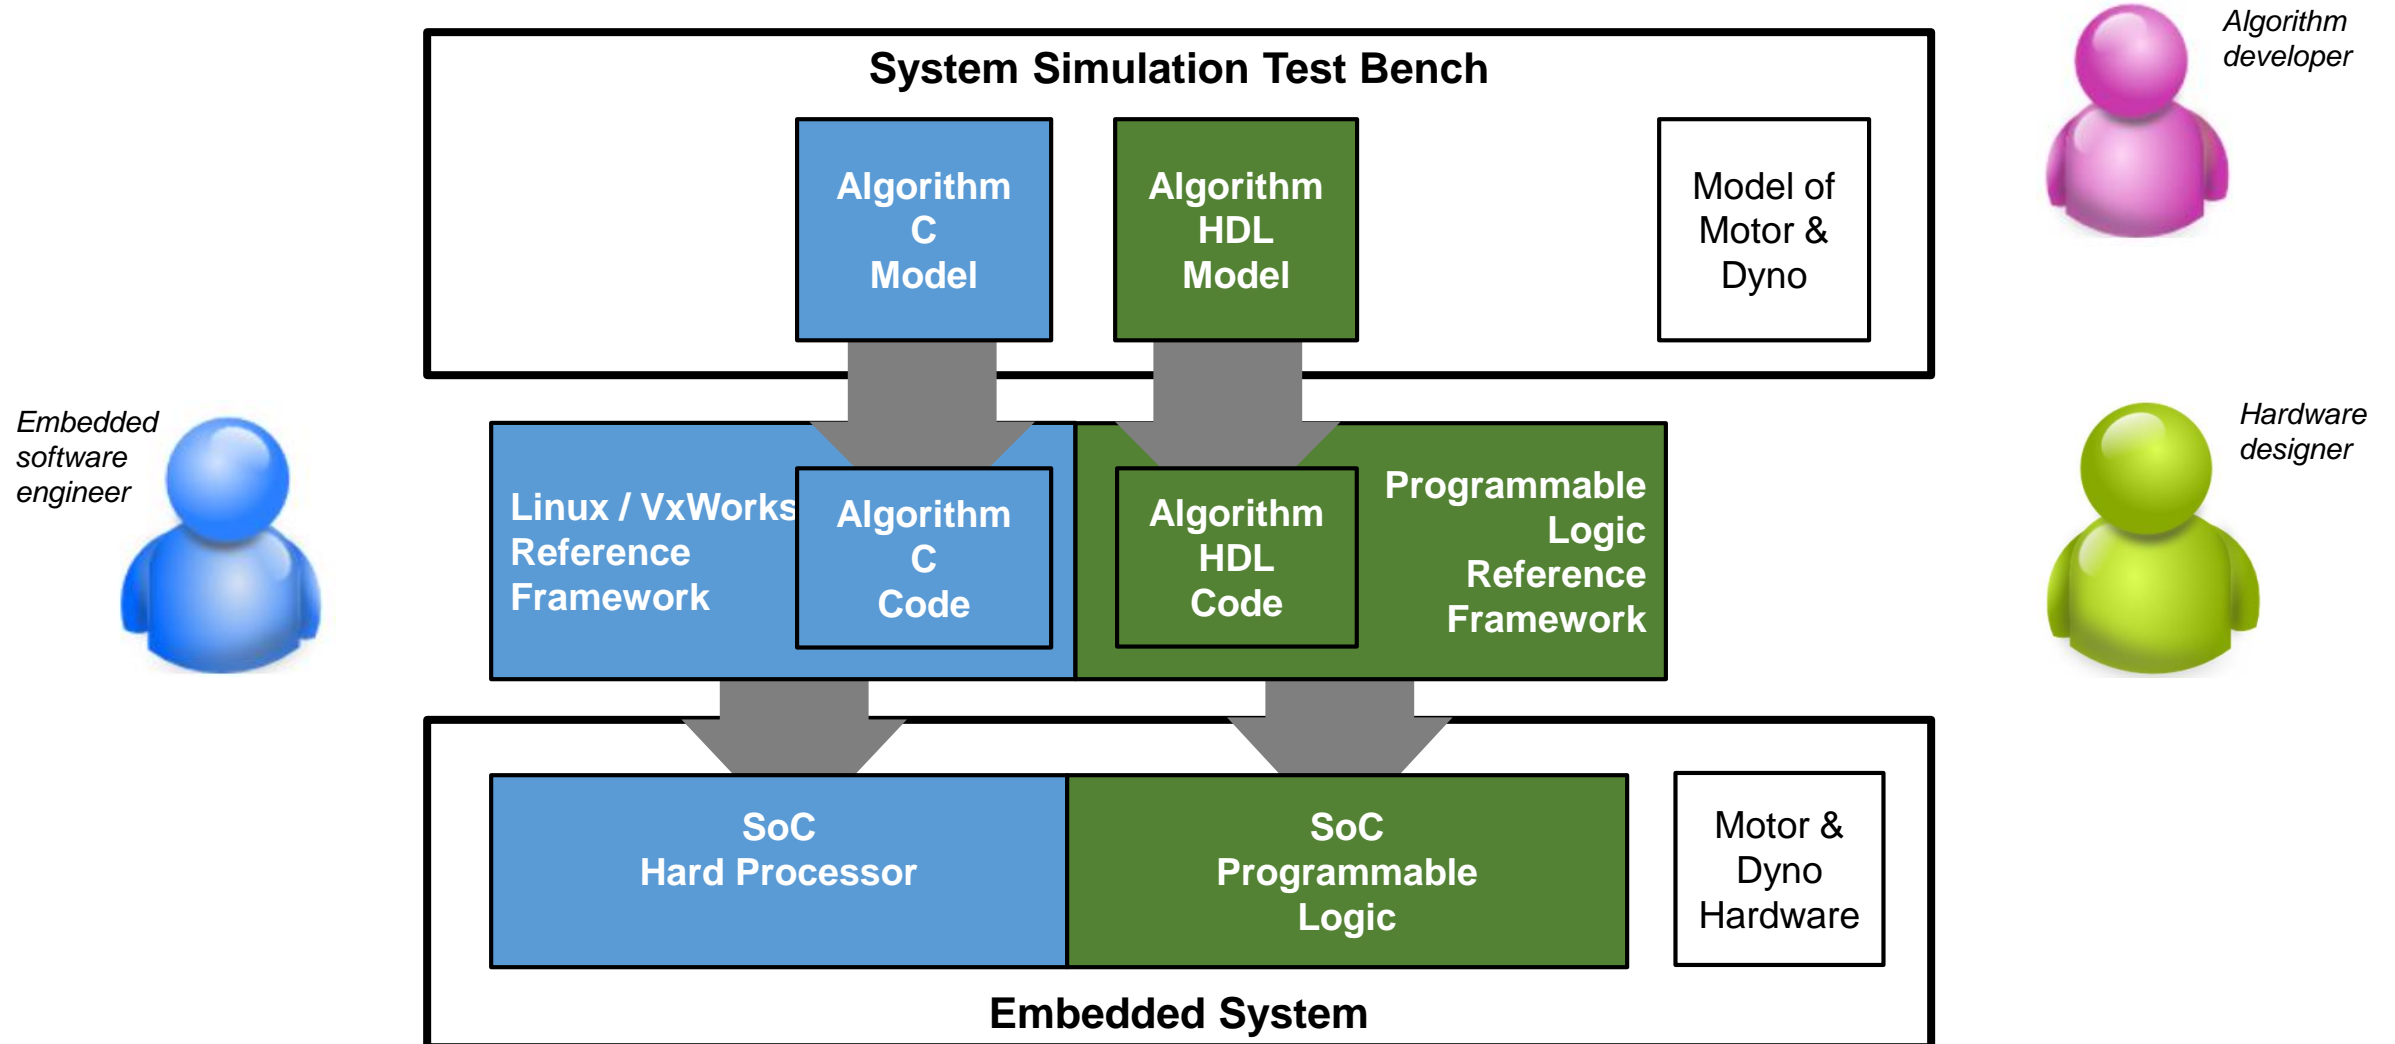 System Simulation Test Bench
Algorithm
developer
Algorithm
C
Model
Algorithm
HDL
Model
Model of
Motor &
Dyno
Embedded
software
engineer
Linux / VxWorks
Reference
Framework
Algorithm
C
Code
Algorithm
HDL
Code
Programmable
Logic
Reference
Framework
Hardware
designer
SoC
Hard Processor
SoC
Programmable
Logic
Motor &
Dyno
Hardware
Embedded System